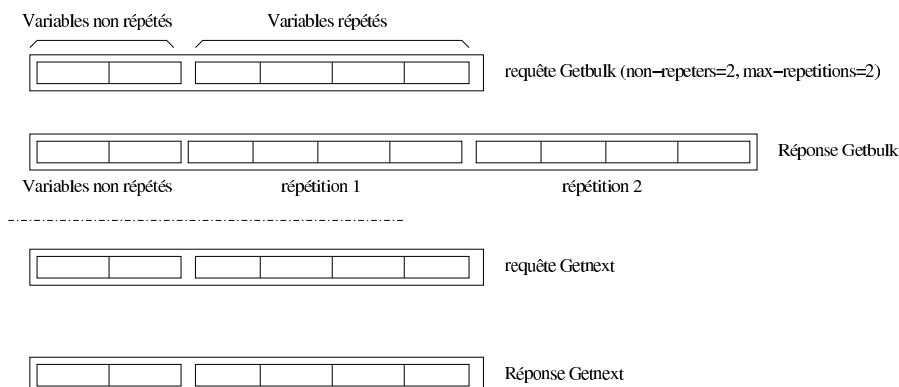 Variables non répétés
Variables répétés
requête Getbulk (non−repeters=2, max−repetitions=2)
Réponse Getbulk
Variables non répétés
répétition 1
répétition 2
requête Getnext
Réponse Getnext